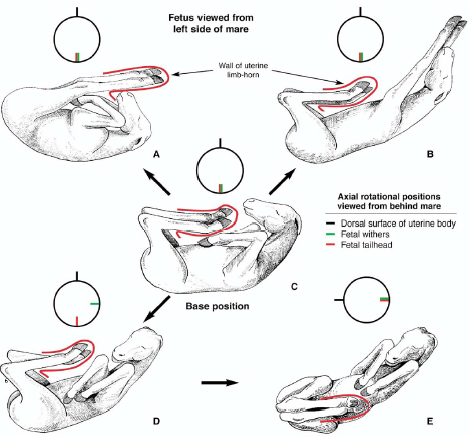 Fetus viewed from
left side of mare
Wall of uterine
limb-horn
A
B
Axial rotational positions
viewed from behind mare
Dorsal surface of uterine body
Fetal withers
Fetal tailhead
C
Base position
D
E